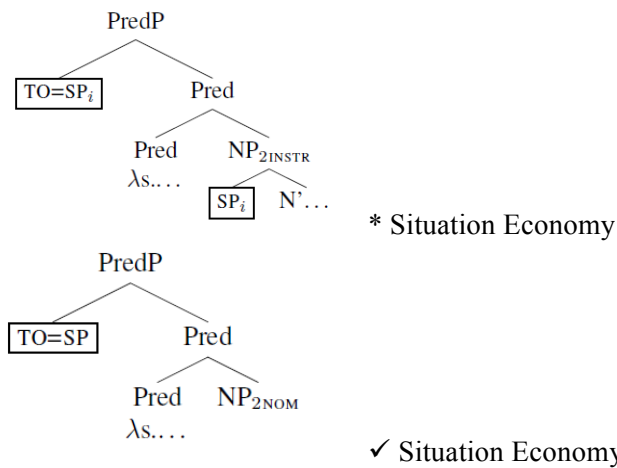 PredP
TO=SPᵢ Pred
Pred NP₂INSTR
λs.…
SPᵢ N'…
* Situation Economy
PredP
TO=SP Pred
Pred NP₂NOM
λs.…
✓ Situation Economy